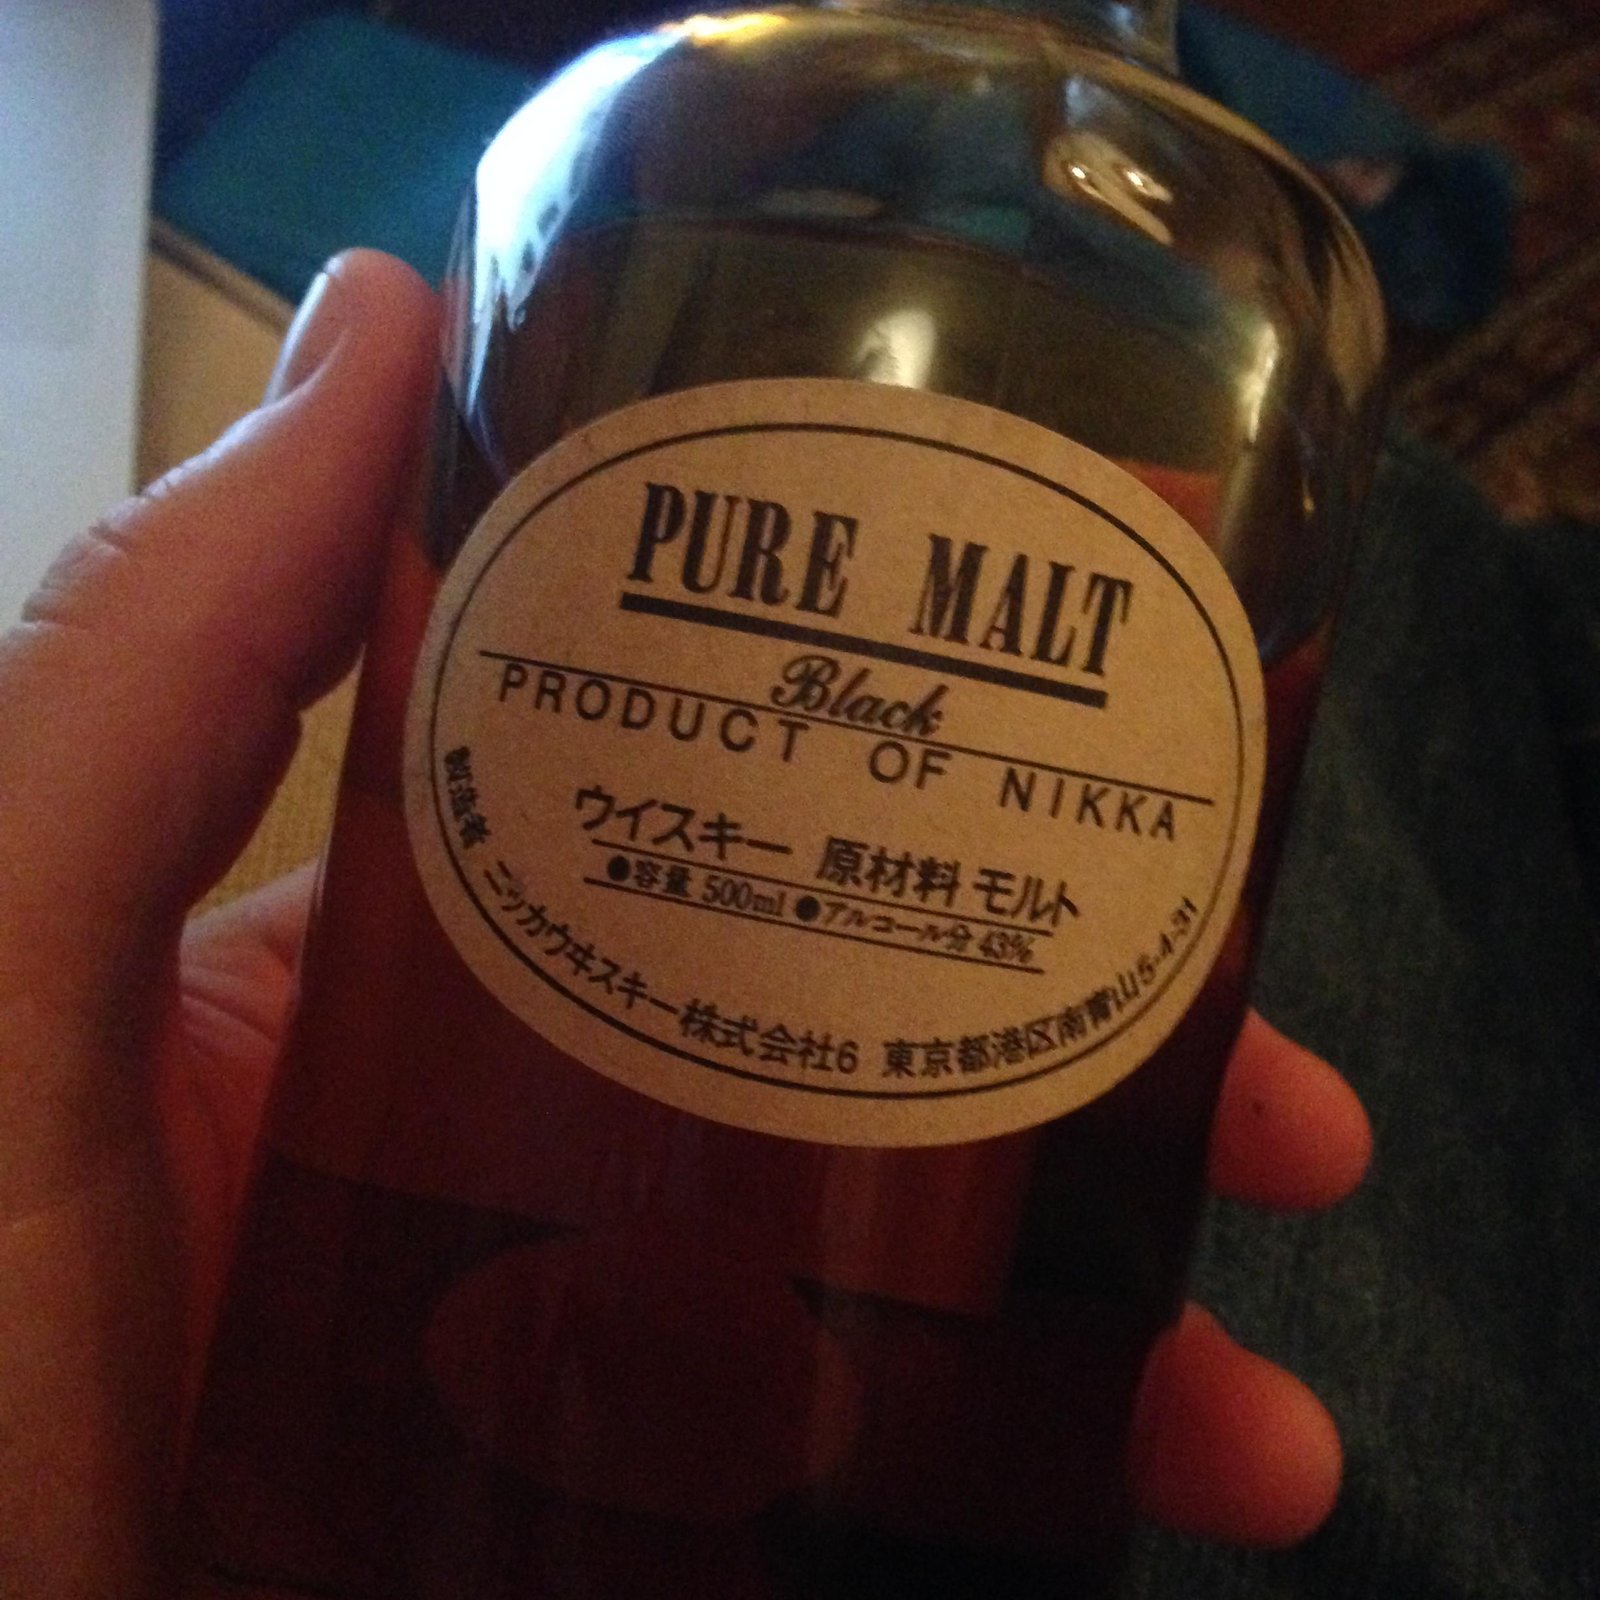 PURE MALT
Black
PRODUCT OF NIKKA
ウイスキー 原材料 モルト
●容量 500ml ●アルコール分 43%
製造者 ニッカウヰスキー株式会社6 東京都港区南青山5-4-31